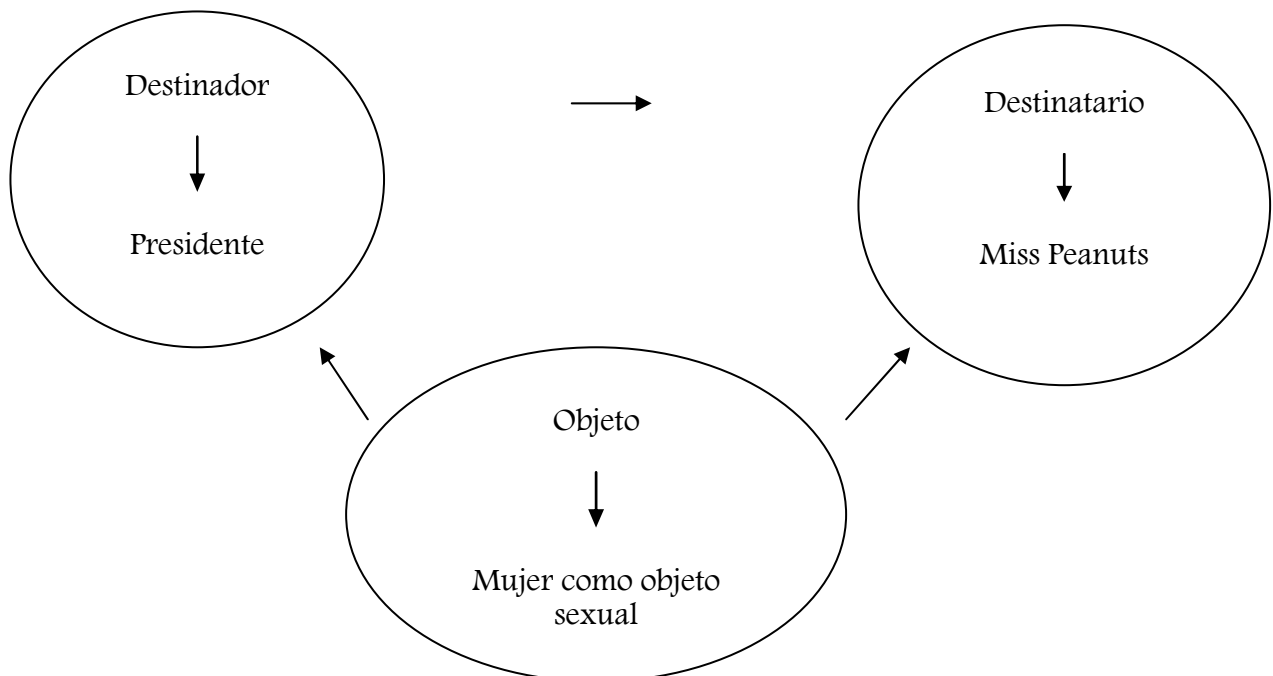 Destinador
Presidente
Destinatario
Miss Peanuts
Objeto
Mujer como objeto
sexual